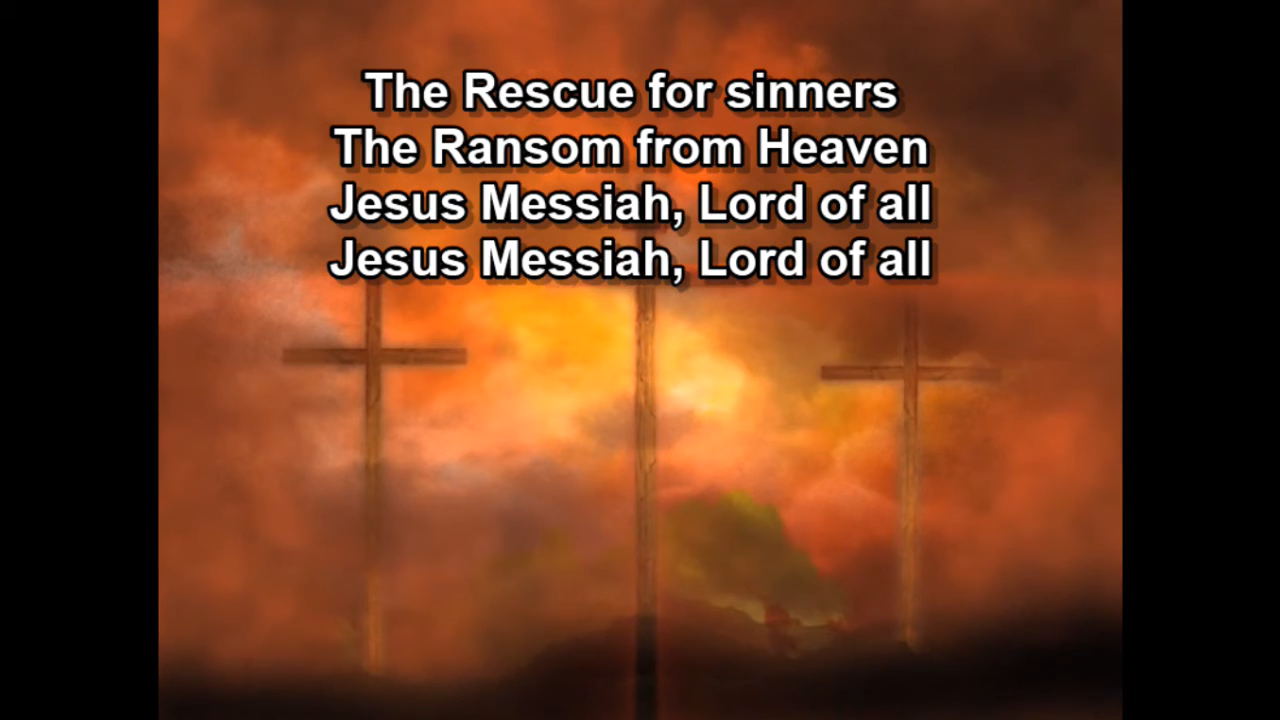 The Rescue for sinners
The Ransom from Heaven
Jesus Messiah, Lord of all
Jesus Messiah, Lord of all